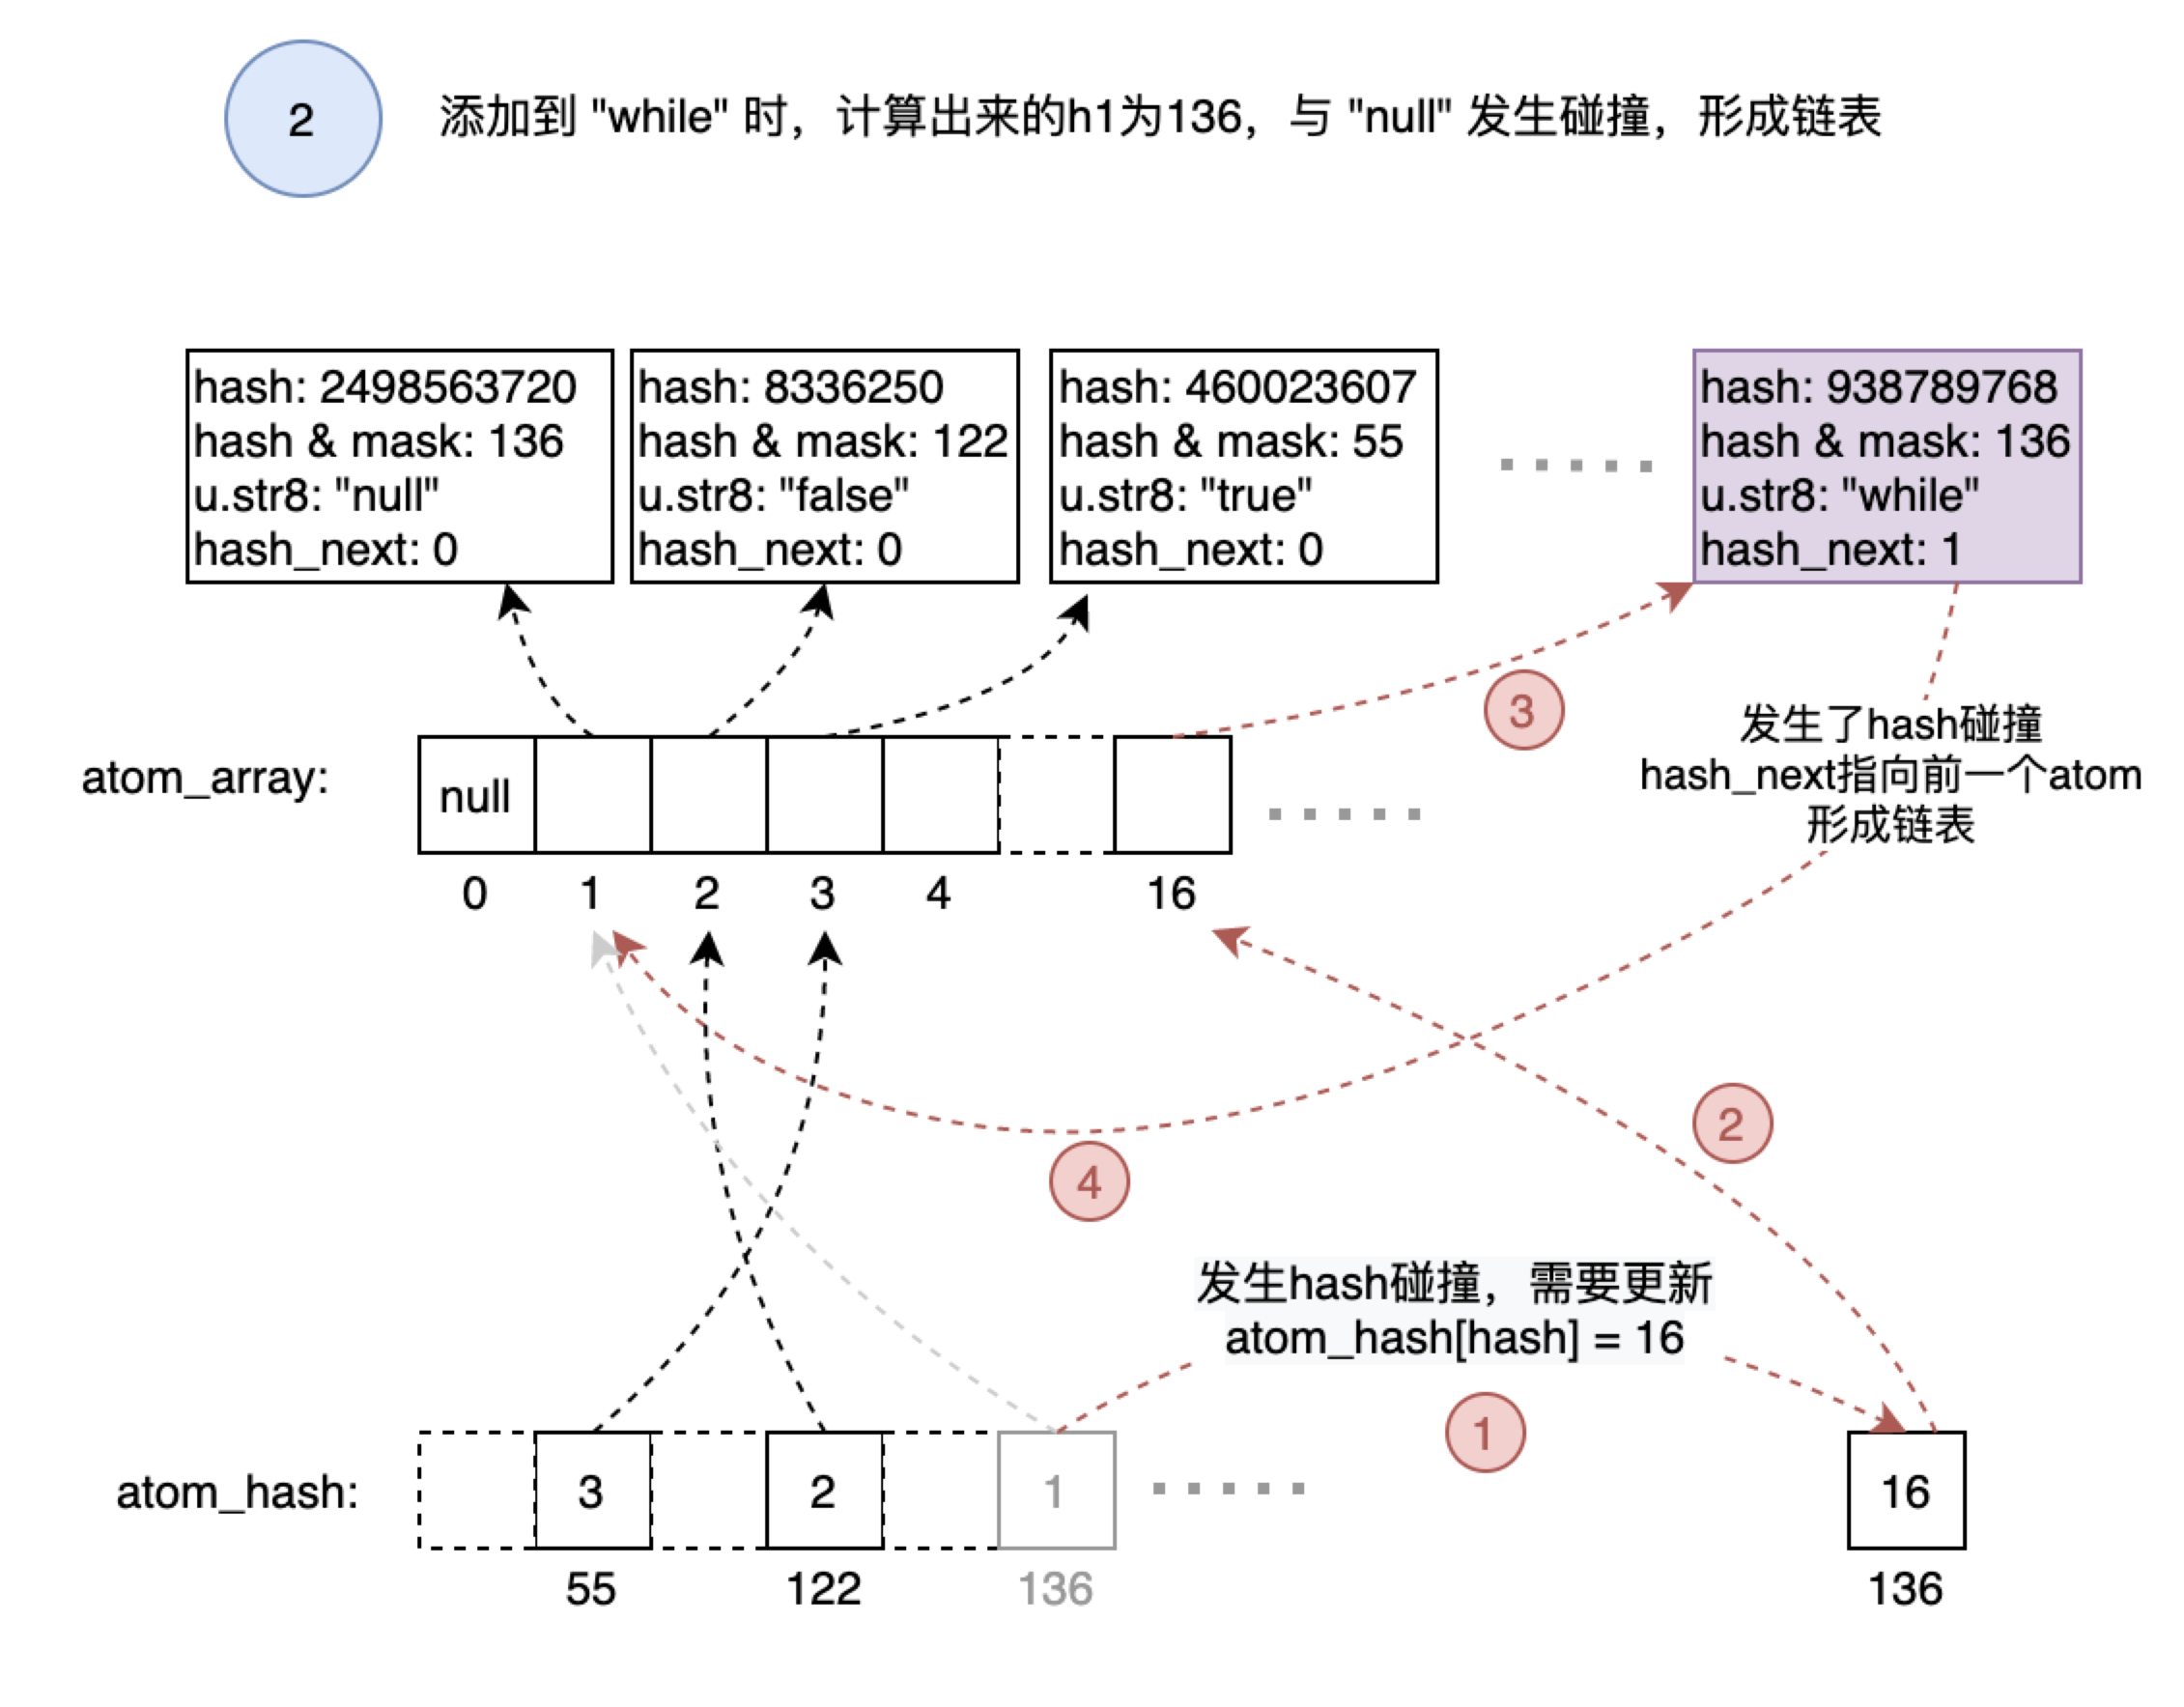 2
添加到 "while" 时，计算出来的h1为136，与 "null" 发生碰撞，形成链表
hash: 2498563720
hash & mask: 136
u.str8: "null"
hash_next: 0
hash: 8336250
hash & mask: 122
u.str8: "false"
hash_next: 0
hash: 460023607
hash & mask: 55
u.str8: "true"
hash_next: 0
hash: 938789768
hash & mask: 136
u.str8: "while"
hash_next: 1
3
发生了hash碰撞
hash_next指向前一个atom
形成链表
atom_array:
null
0 1 2 3 4 16
2
4
发生hash碰撞，需要更新
atom_hash[hash] = 16
1
atom_hash:
3 2 1 16
55 122 136 136